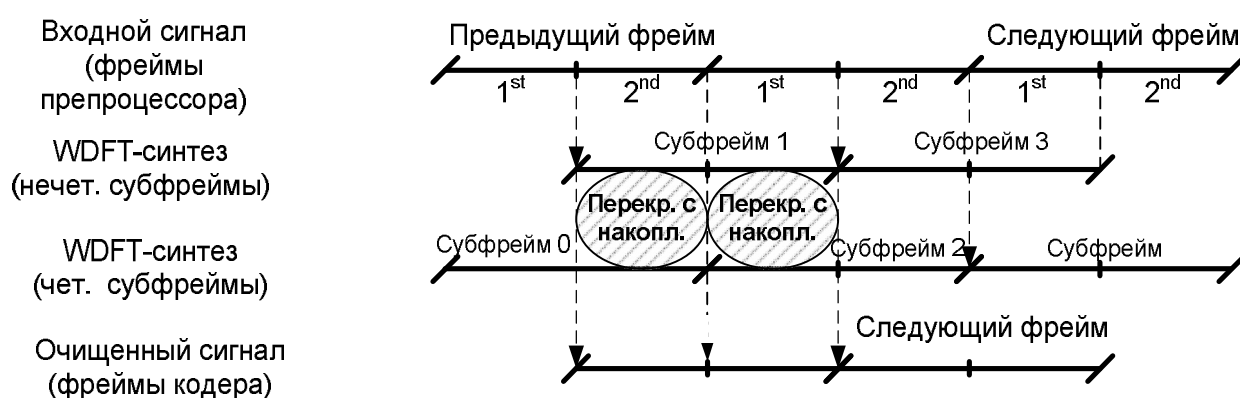 Входной сигнал
(фреймы
препроцессора)
Предыдущий фрейм
Следующий фрейм
1st 2nd 1st 2nd 1st 2nd
WDFT-синтез
(нечет. субфреймы)
Субфрейм 1
Субфрейм 3
Перекр. с
накопл.
Перекр. с
накопл.
WDFT-синтез
(чет. субфреймы)
Субфрейм 0
Субфрейм 2
Субфрейм
Очищенный сигнал
(фреймы кодера)
Следующий фрейм